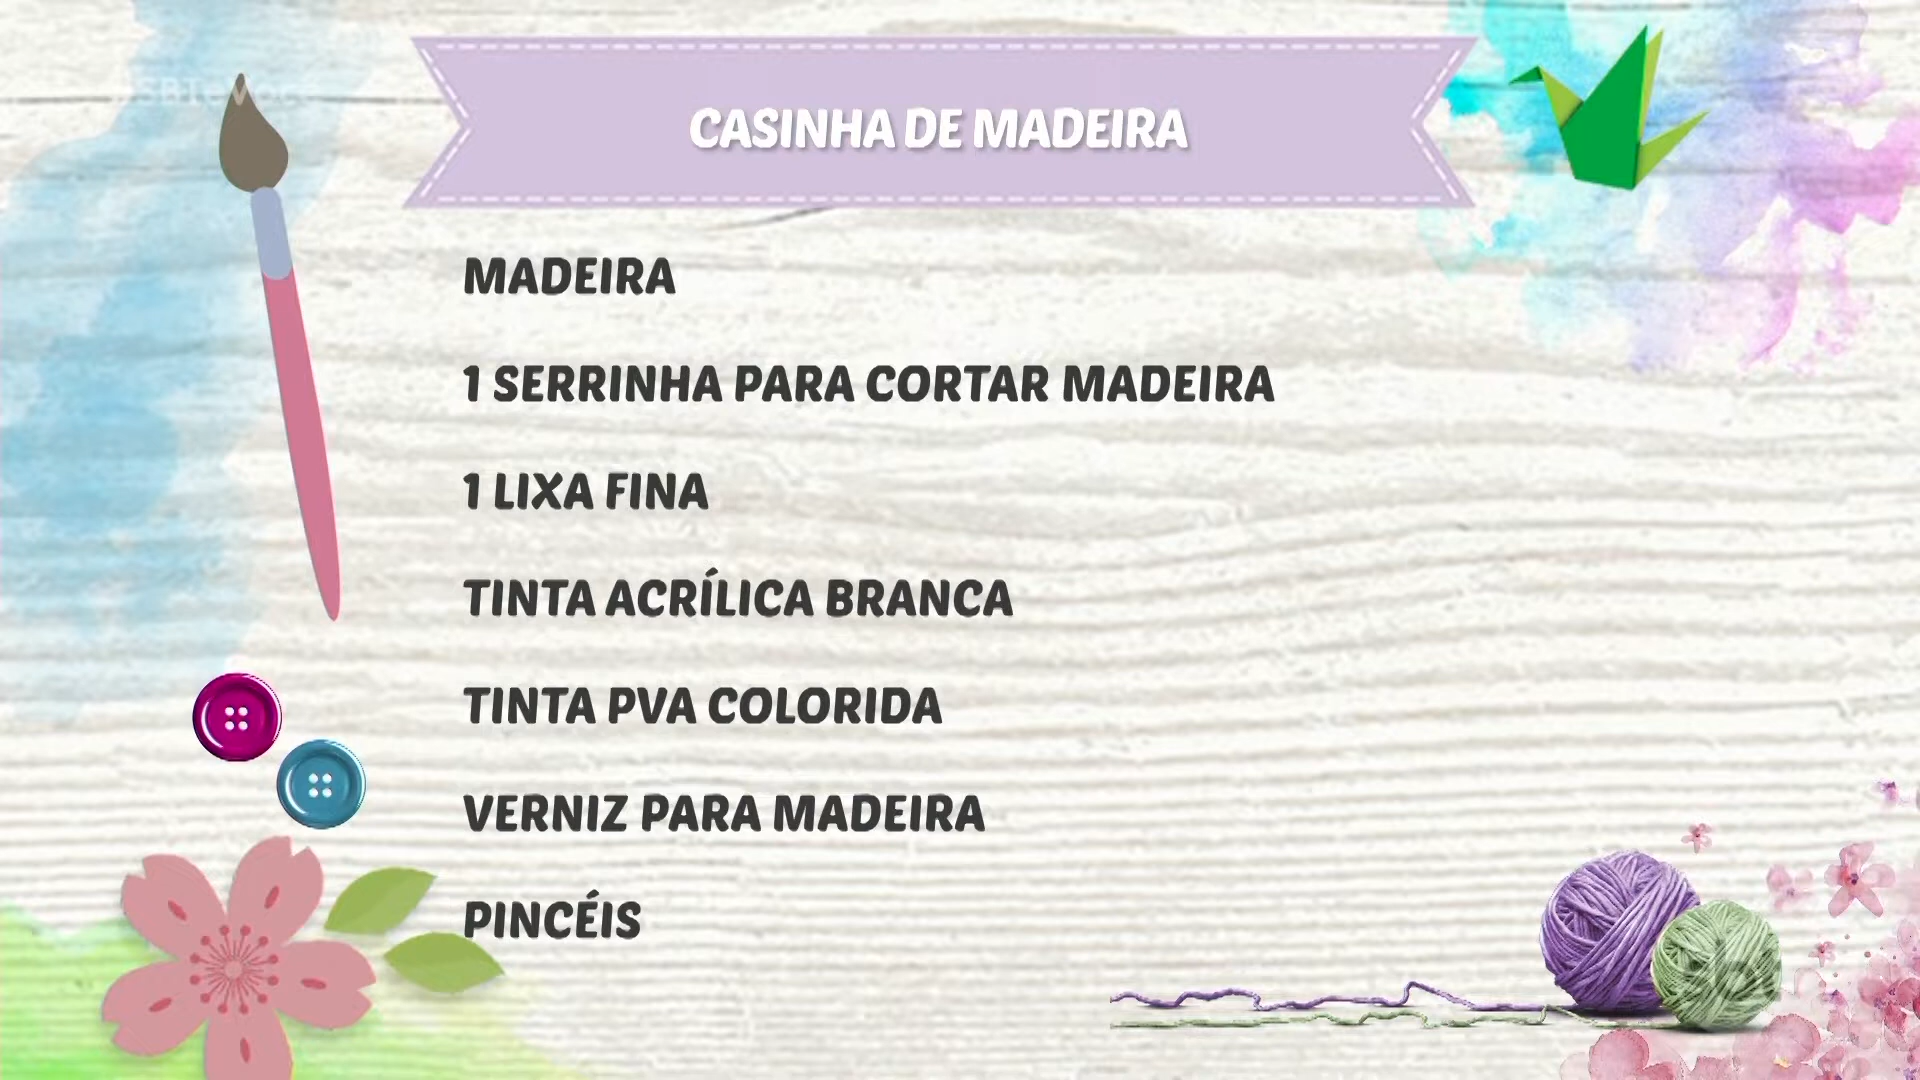 CASINHA DE MADEIRA
MADEIRA
1 SERRINHA PARA CORTAR MADEIRA
1 LIXA FINA
TINTA ACRÍLICA BRANCA
TINTA PVA COLORIDA
VERNIZ PARA MADEIRA
PINCÉIS